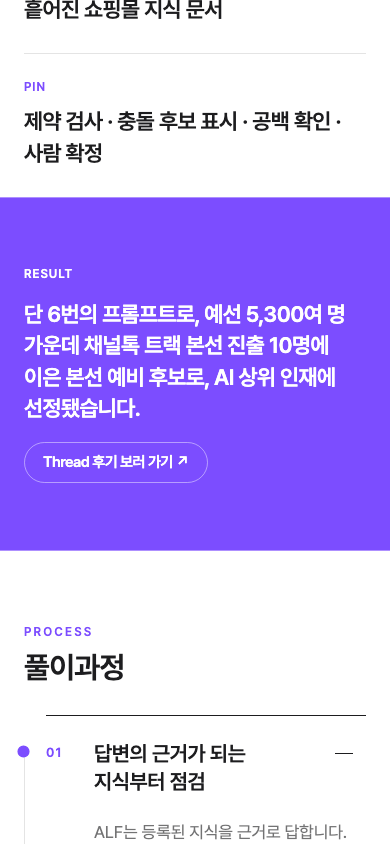 흩어진 쇼핑몰 지식 문서
PIN
제약 검사 · 충돌 후보 표시 · 공백 확인 ·
사람 확정
RESULT
단 6번의 프롬프트로, 예선 5,300여 명
가운데 채널톡 트랙 본선 진출 10명에
이은 본선 예비 후보로, AI 상위 인재에
선정됐습니다.
Thread 후기 보러 가기 ↗
PROCESS
풀이과정
01
답변의 근거가 되는
지식부터 점검
ALF는 등록된 지식을 근거로 답합니다.